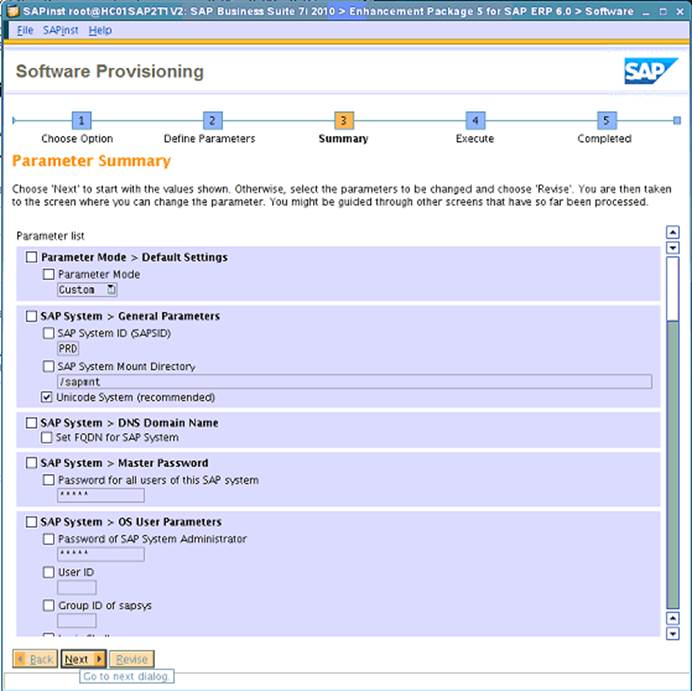 SAPinst root@HC01SAP2T1V2: SAP Business Suite 7i 2010 > Enhancement Package 5 for SAP ERP 6.0 > Software
File SAPinst Help
Software Provisioning
SAP
1 2 3 4 5
Choose Option Define Parameters Summary Execute Completed
Parameter Summary
Choose 'Next' to start with the values shown. Otherwise, select the parameters to be changed and choose 'Revise'. You are then taken
to the screen where you can change the parameter. You might be guided through other screens that have so far been processed.
Parameter list
Parameter Mode > Default Settings
Parameter Mode
Custom
SAP System > General Parameters
SAP System ID (SAPSID)
PRD
SAP System Mount Directory
/sapmnt
Unicode System (recommended)
SAP System > DNS Domain Name
Set FQDN for SAP System
SAP System > Master Password
Password for all users of this SAP system
*****
SAP System > OS User Parameters
Password of SAP System Administrator
*****
User ID
Group ID of sapsys
Back Next Revise
Go to next dialog.